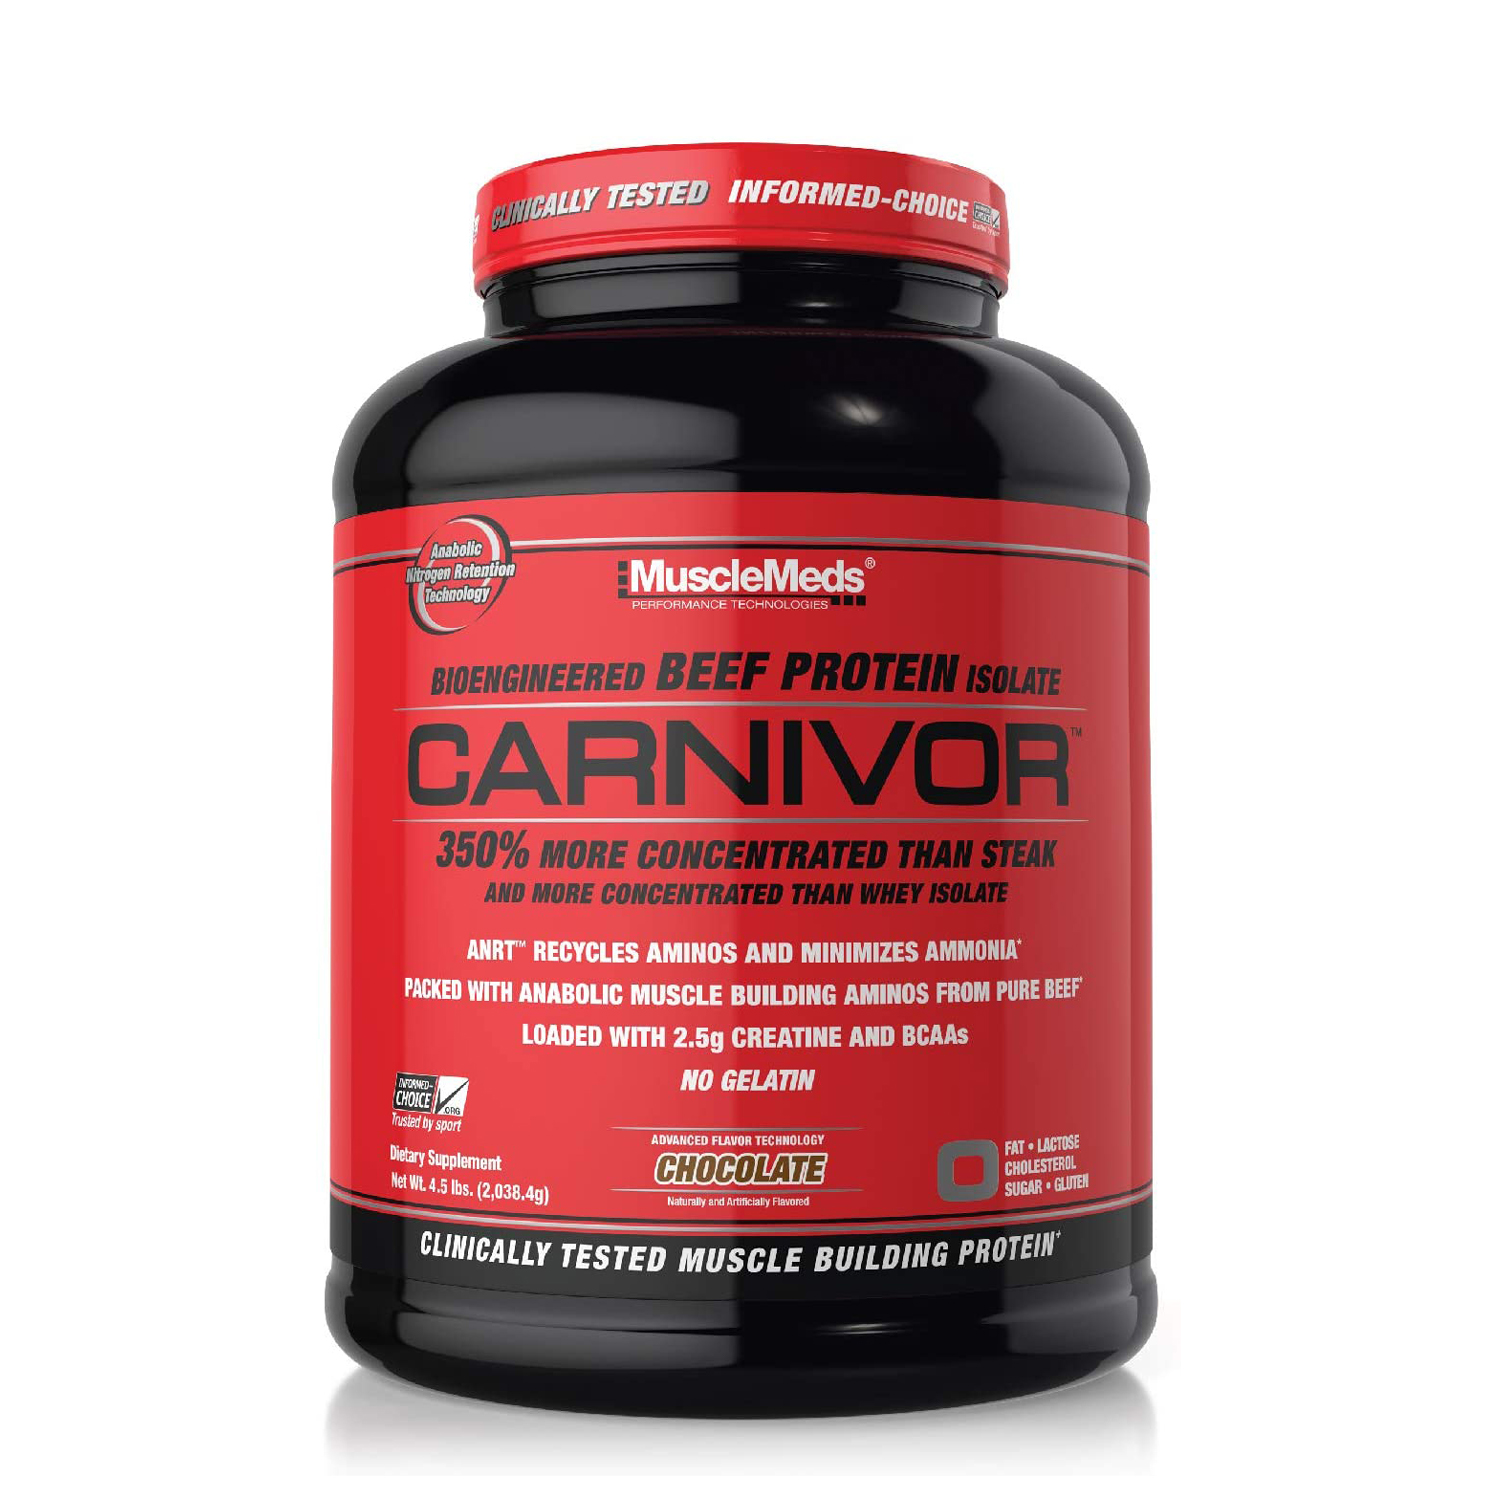 CLINICALLY TESTED INFORMED-CHOICE
Anabolic
Nitrogen Retention
Technology
MuscleMeds®
PERFORMANCE TECHNOLOGIES
BIOENGINEERED BEEF PROTEIN ISOLATE
CARNIVOR™
350% MORE CONCENTRATED THAN STEAK
AND MORE CONCENTRATED THAN WHEY ISOLATE
ANRT™ RECYCLES AMINOS AND MINIMIZES AMMONIA*
PACKED WITH ANABOLIC MUSCLE BUILDING AMINOS FROM PURE BEEF*
LOADED WITH 2.5g CREATINE AND BCAAs
NO GELATIN
INFORMED-
CHOICE
.ORG
Trusted by sport
Dietary Supplement
Net Wt. 4.5 lbs. (2,038.4g)
ADVANCED FLAVOR TECHNOLOGY
CHOCOLATE
Naturally and Artificially Flavored
0 FAT • LACTOSE
CHOLESTEROL
SUGAR • GLUTEN
CLINICALLY TESTED MUSCLE BUILDING PROTEIN⁺